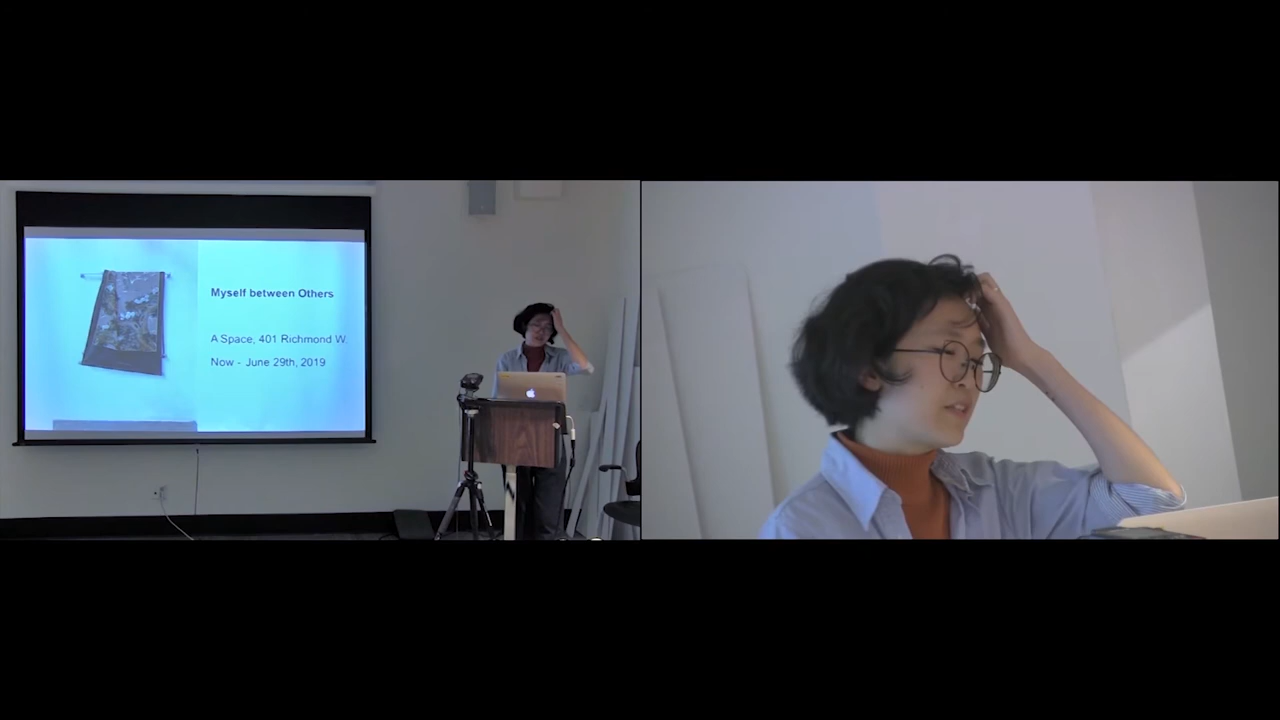 Myself between Others
A Space, 401 Richmond W.
Now - June 29th, 2019